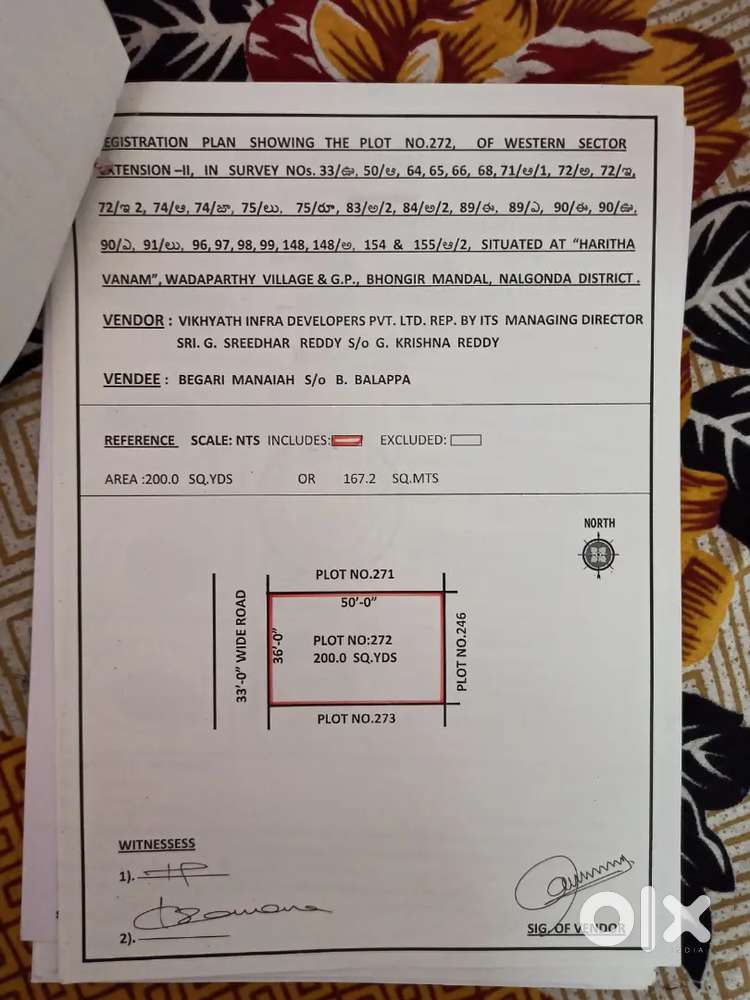 EGISTRATION PLAN SHOWING THE PLOT NO.272, OF WESTERN SECTOR
EXTENSION –II, IN SURVEY NOs. 33/ఊ, 50/ఆ, 64, 65, 66, 68, 71/ఆ/1, 72/అ, 72/ఇ,
72/ఇ 2, 74/ఆ, 74/జా, 75/లు, 75/రూ, 83/అ/2, 84/అ/2, 89/ఈ, 89/ఎ, 90/ఈ, 90/ఊ,
90/ఎ, 91/లు, 96, 97, 98, 99, 148, 148/అ, 154 & 155/ఆ/2, SITUATED AT "HARITHA
VANAM", WADAPARTHY VILLAGE & G.P., BHONGIR MANDAL, NALGONDA DISTRICT.
VENDOR : VIKHYATH INFRA DEVELOPERS PVT. LTD. REP. BY ITS MANAGING DIRECTOR
SRI. G. SREEDHAR REDDY S/o G. KRISHNA REDDY
VENDEE : BEGARI MANAIAH S/o B. BALAPPA
REFERENCE SCALE: NTS INCLUDES: EXCLUDED:
AREA :200.0 SQ.YDS OR 167.2 SQ.MTS
NORTH
PLOT NO.271
50'-0"
33'-0" WIDE ROAD
36'-0"
PLOT NO:272
200.0 SQ.YDS
PLOT NO.246
PLOT NO.273
WITNESSESS
1).
2).
SIG. OF VENDOR
olx
INDIA